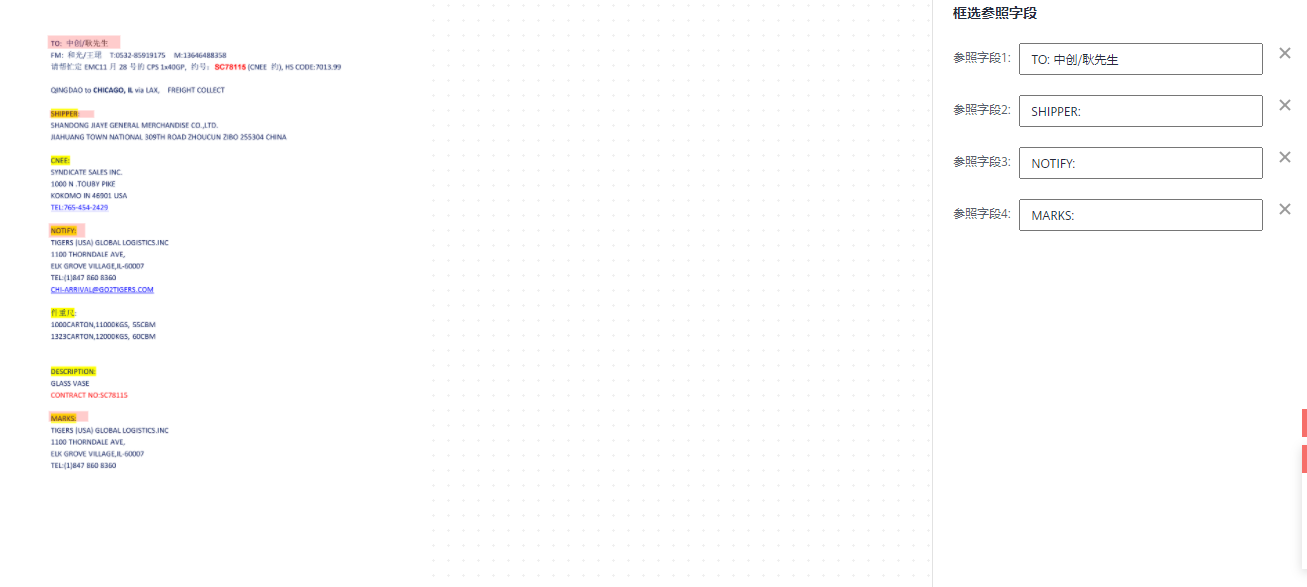 TO: 中创/耿先生
FM: 和光/王珺 T:0532-85919175 M:13646488358
请帮忙定 EMC11 月 28 号的 CPS 1x40GP, 约号: SC78115 (CNEE 约), HS CODE:7013.99
QINGDAO to CHICAGO, IL via LAX, FREIGHT COLLECT
SHIPPER:
SHANDONG JIAYE GENERAL MERCHANDISE CO.,LTD.
JIAHUANG TOWN NATIONAL 309TH ROAD ZHOUCUN ZIBO 255304 CHINA
CNEE:
SYNDICATE SALES INC.
1000 N .TOUBY PIKE
KOKOMO IN 46901 USA
TEL:765-454-2429
NOTIFY:
TIGERS (USA) GLOBAL LOGISTICS.INC
1100 THORNDALE AVE,
ELK GROVE VILLAGE,IL-60007
TEL:(1)847 860 8360
CHI-ARRIVAL@GO2TIGERS.COM
件重尺:
1000CARTON,11000KGS, 55CBM
1323CARTON,12000KGS, 60CBM
DESCRIPTION:
GLASS VASE
CONTRACT NO:SC78115
MARKS:
TIGERS (USA) GLOBAL LOGISTICS.INC
1100 THORNDALE AVE,
ELK GROVE VILLAGE,IL-60007
TEL:(1)847 860 8360
框选参照字段
参照字段1: TO: 中创/耿先生
参照字段2: SHIPPER:
参照字段3: NOTIFY:
参照字段4: MARKS: